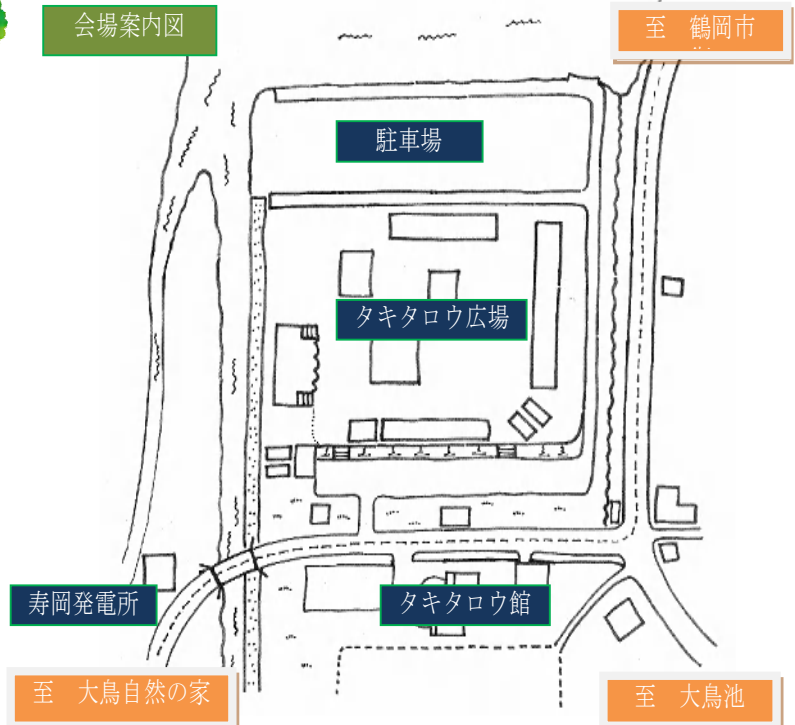 会場案内図
至　鶴岡市
駐車場
タキタロウ広場
寿岡発電所
タキタロウ館
至　大鳥自然の家
至　大鳥池